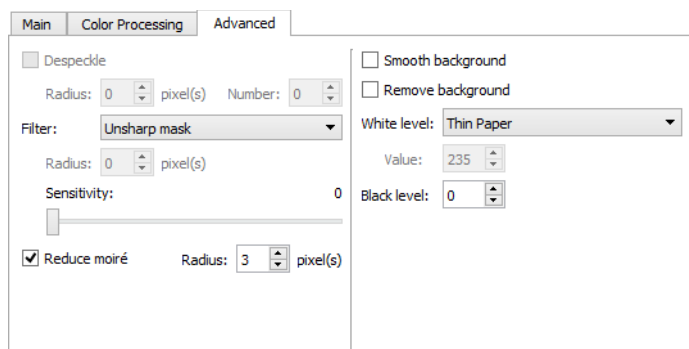 Main Color Processing Advanced
Despeckle
Radius: 0 pixel(s) Number: 0
Filter: Unsharp mask
Radius: 0 pixel(s)
Sensitivity: 0
Reduce moiré Radius: 3 pixel(s)
Smooth background
Remove background
White level: Thin Paper
Value: 235
Black level: 0